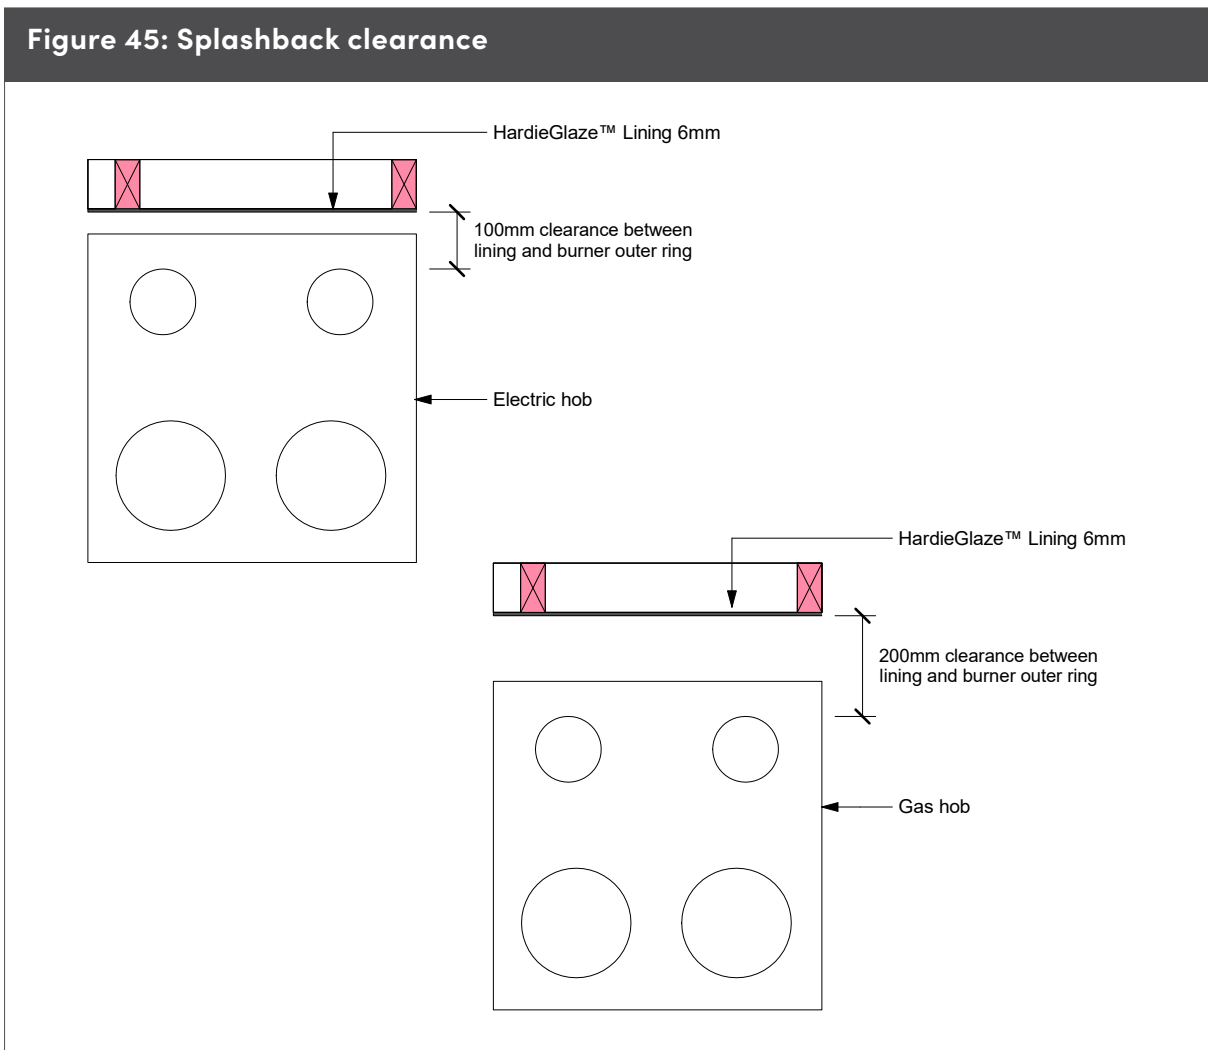 Figure 45: Splashback clearance
HardieGlaze™ Lining 6mm
100mm clearance between
lining and burner outer ring
Electric hob
HardieGlaze™ Lining 6mm
200mm clearance between
lining and burner outer ring
Gas hob